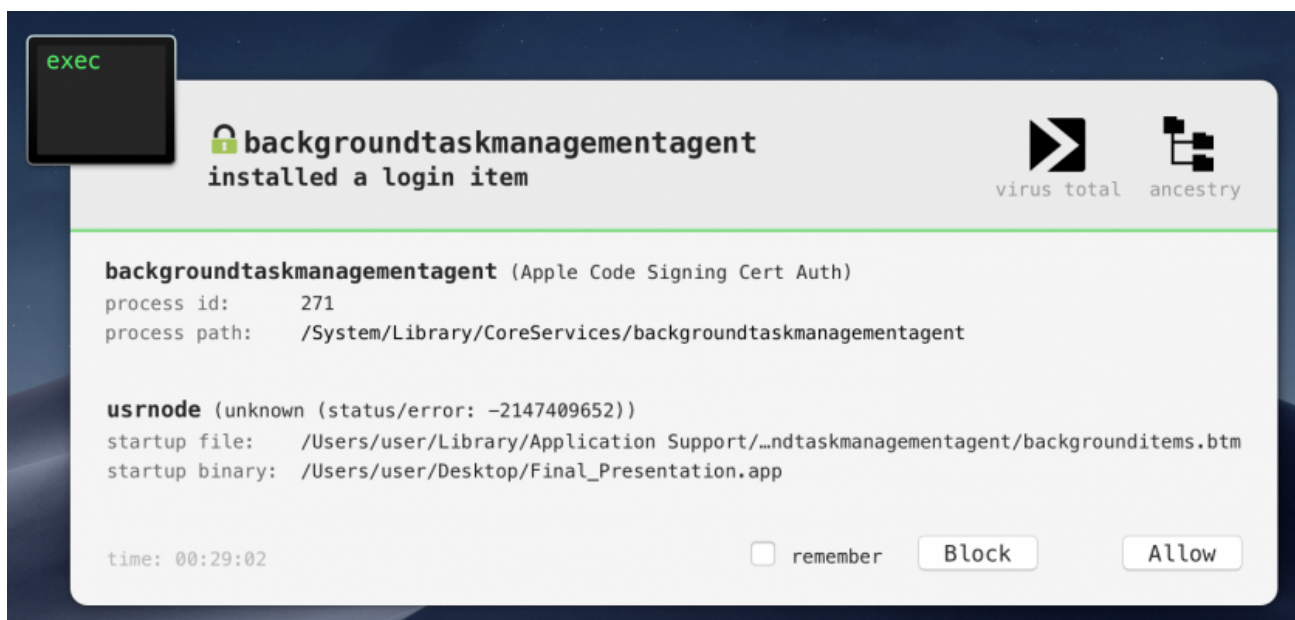 exec
backgroundtaskmanagementagent
installed a login item
virus total
ancestry
backgroundtaskmanagementagent (Apple Code Signing Cert Auth)
process id: 271
process path: /System/Library/CoreServices/backgroundtaskmanagementagent
usrnode (unknown (status/error: -2147409652))
startup file: /Users/user/Library/Application Support/…ndtaskmanagementagent/backgrounditems.btm
startup binary: /Users/user/Desktop/Final_Presentation.app
time: 00:29:02
remember
Block
Allow